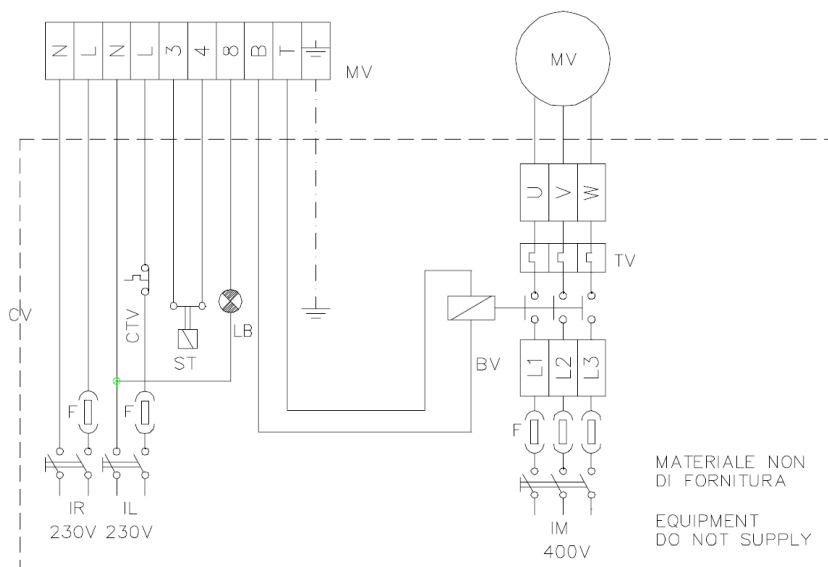 N L N L 3 4 8 B T
MV
MV
U V W
TV
CV
CTV
ST
LB
BV
L1 L2 L3
F F F
IR IL
230V 230V
IM
400V
MATERIALE NON
DI FORNITURA
EQUIPMENT
DO NOT SUPPLY